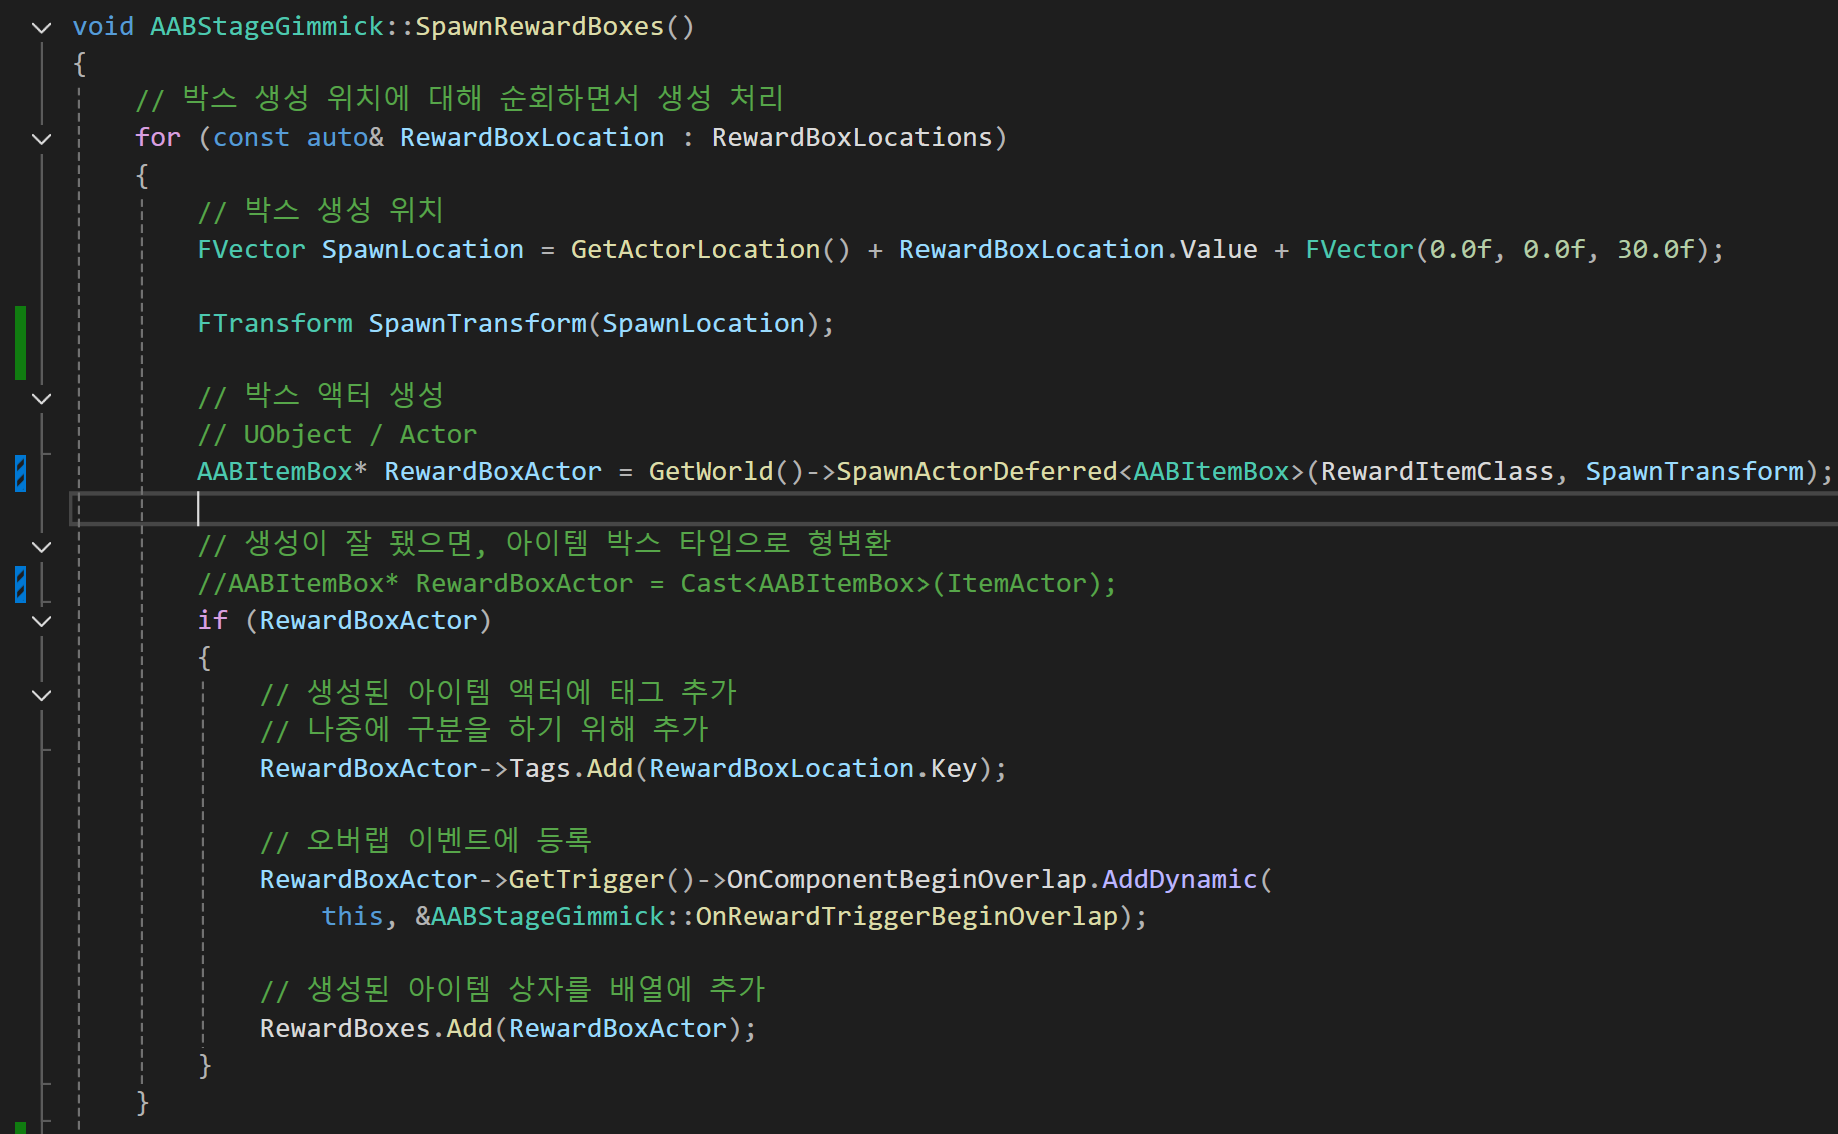 void AABStageGimmick::SpawnRewardBoxes()
{
// 박스 생성 위치에 대해 순회하면서 생성 처리
for (const auto& RewardBoxLocation : RewardBoxLocations)
{
// 박스 생성 위치
FVector SpawnLocation = GetActorLocation() + RewardBoxLocation.Value + FVector(0.0f, 0.0f, 30.0f);
FTransform SpawnTransform(SpawnLocation);
// 박스 액터 생성
// UObject / Actor
AABItemBox* RewardBoxActor = GetWorld()->SpawnActorDeferred<AABItemBox>(RewardItemClass, SpawnTransform);
// 생성이 잘 됐으면, 아이템 박스 타입으로 형변환
//AABItemBox* RewardBoxActor = Cast<AABItemBox>(ItemActor);
if (RewardBoxActor)
{
// 생성된 아이템 액터에 태그 추가
// 나중에 구분을 하기 위해 추가
RewardBoxActor->Tags.Add(RewardBoxLocation.Key);
// 오버랩 이벤트에 등록
RewardBoxActor->GetTrigger()->OnComponentBeginOverlap.AddDynamic(
this, &AABStageGimmick::OnRewardTriggerBeginOverlap);
// 생성된 아이템 상자를 배열에 추가
RewardBoxes.Add(RewardBoxActor);
}
}